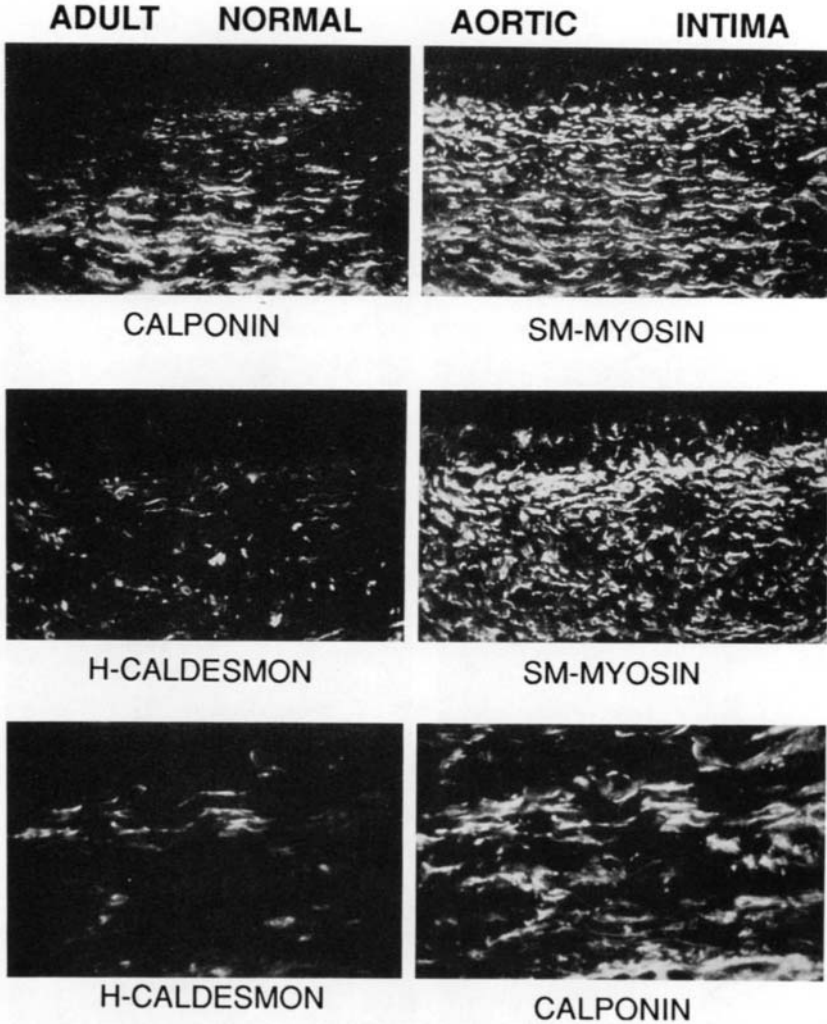 ADULT NORMAL AORTIC INTIMA
CALPONIN SM-MYOSIN
H-CALDESMON SM-MYOSIN
H-CALDESMON CALPONIN